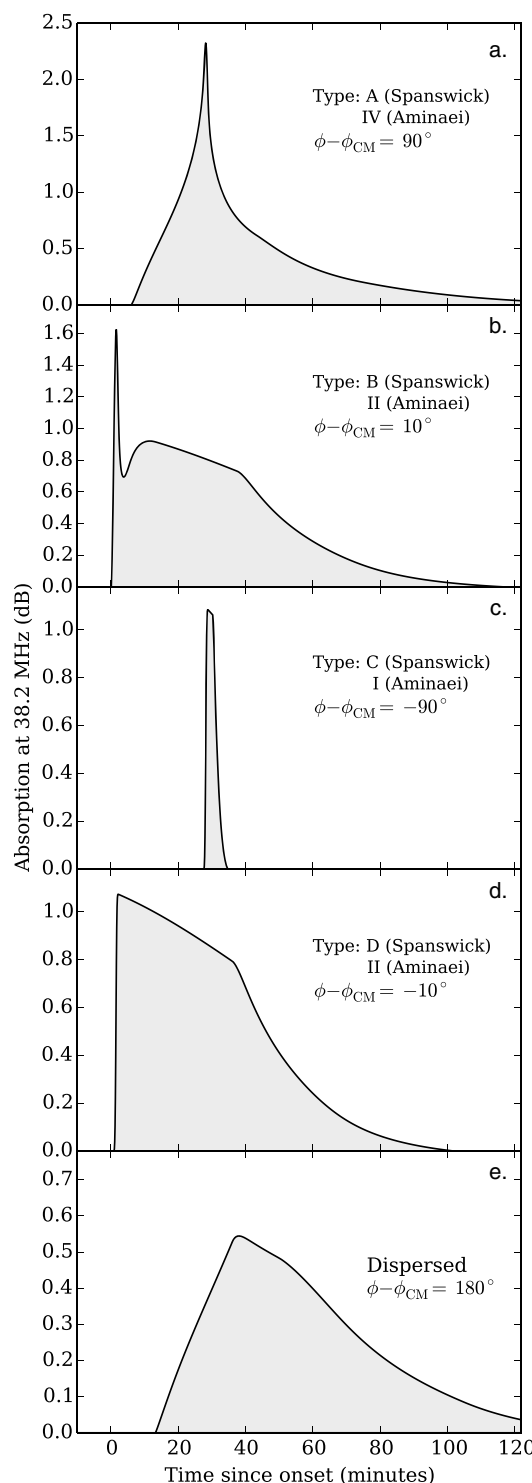 a.
2.5
2.0
1.5
1.0
0.5
0.0
Type: A (Spanswick)
IV (Aminaei)
ϕ−ϕCM = 90°
b.
1.6
1.4
1.2
1.0
0.8
0.6
0.4
0.2
0.0
Type: B (Spanswick)
II (Aminaei)
ϕ−ϕCM = 10°
Absorption at 38.2 MHz (dB)
c.
1.0
0.8
0.6
0.4
0.2
0.0
Type: C (Spanswick)
I (Aminaei)
ϕ−ϕCM = −90°
d.
1.0
0.8
0.6
0.4
0.2
0.0
Type: D (Spanswick)
II (Aminaei)
ϕ−ϕCM = −10°
e.
0.7
0.6
0.5
0.4
0.3
0.2
0.1
0.0
Dispersed
ϕ−ϕCM = 180°
0 20 40 60 80 100 120
Time since onset (minutes)